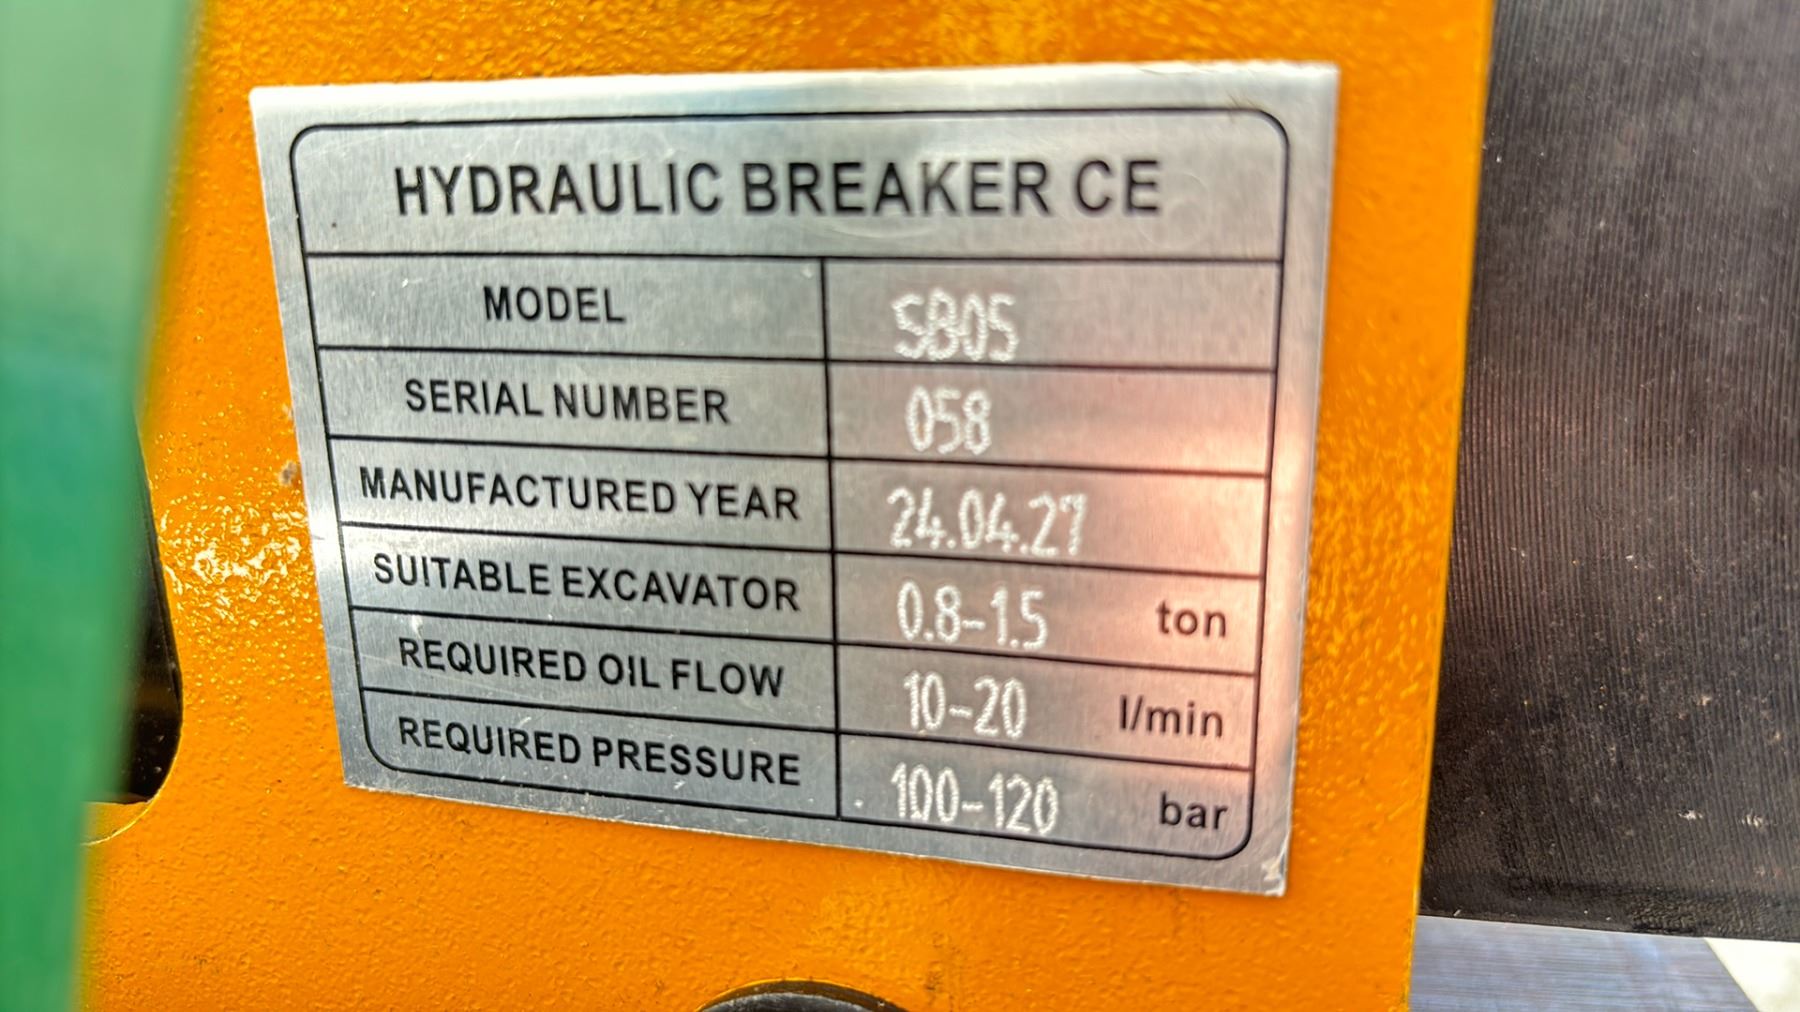 HYDRAULIC BREAKER CE
MODEL SB05
SERIAL NUMBER 058
MANUFACTURED YEAR 24.04.27
SUITABLE EXCAVATOR 0.8-1.5 ton
REQUIRED OIL FLOW 10-20 l/min
REQUIRED PRESSURE 100-120 bar